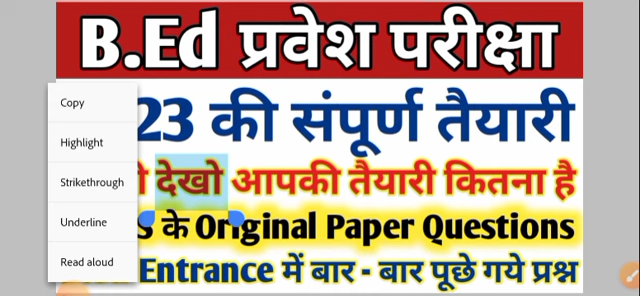 B.Ed प्रवेश परीक्षा
Copy
Highlight
Strikethrough
Underline
Read aloud
23 की संपूर्ण तैयारी
देखो आपकी तैयारी कितना है
S के Original Paper Questions
Entrance में बार - बार पूछे गये प्रश्न